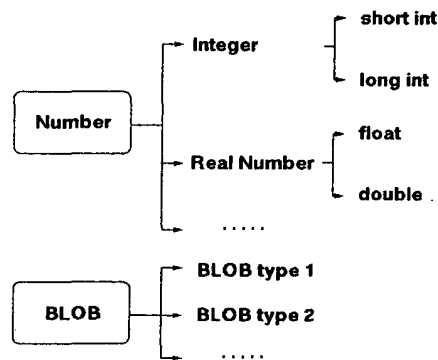 short int
Integer
long int
Number
float
Real Number
double
.....
BLOB type 1
BLOB
BLOB type 2
.....